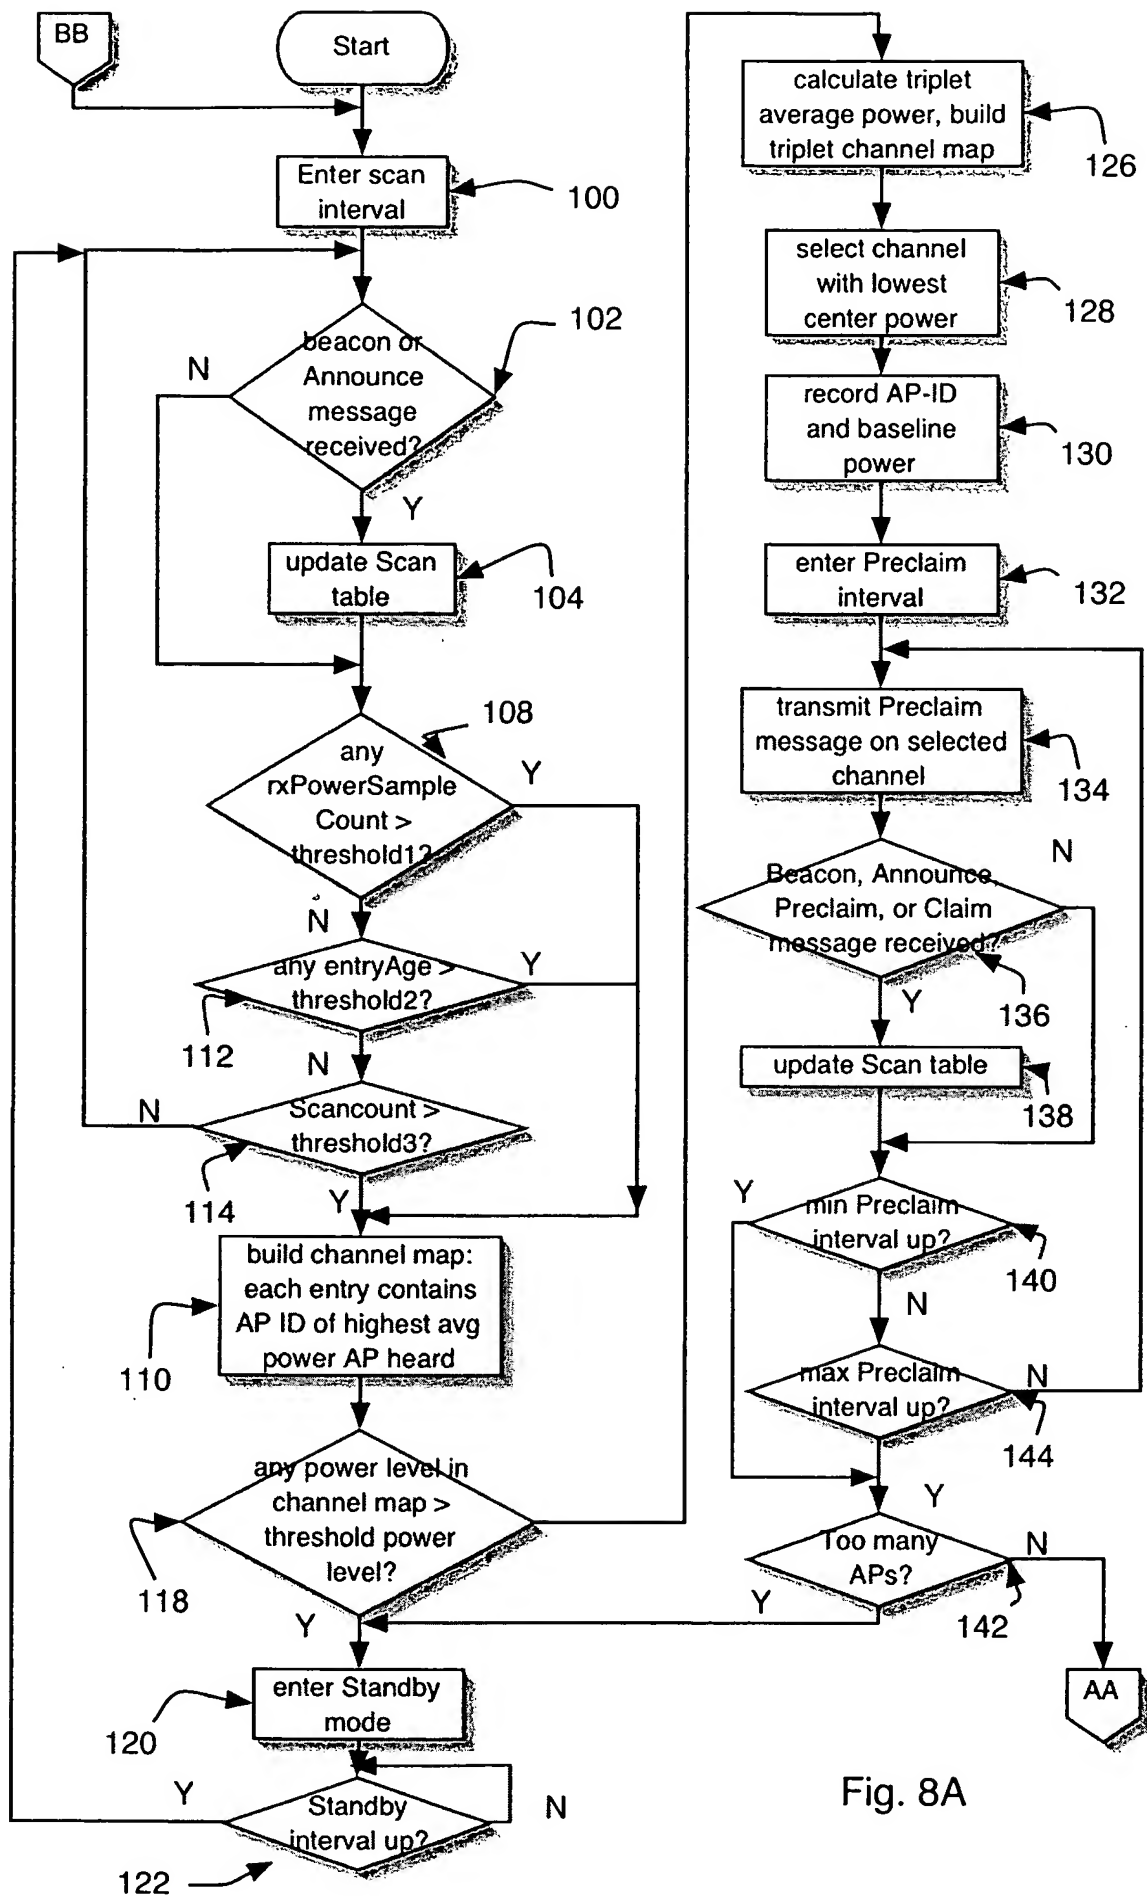 BB
Start
Enter scan
interval
100
beacon or
Announce
message
received?
102
N
Y
update Scan
table
104
any
rxPowerSample
Count >
threshold1?
108
Y
N
any entryAge >
threshold2?
Y
112
N
Scancount >
threshold3?
N
114
Y
build channel map:
each entry contains
AP ID of highest avg
power AP heard
110
any power level in
channel map >
threshold power
level?
118
Y
enter Standby
mode
120
Y
Standby
interval up?
N
122
calculate triplet
average power, build
triplet channel map
126
select channel
with lowest
center power
128
record AP-ID
and baseline
power
130
enter Preclaim
interval
132
transmit Preclaim
message on selected
channel
134
N
Beacon, Announce,
Preclaim, or Claim
message received?
136
Y
update Scan table
138
Y
min Preclaim
interval up?
140
N
max Preclaim
interval up?
N
144
Y
Too many
APs?
N
Y
142
AA
Fig. 8A